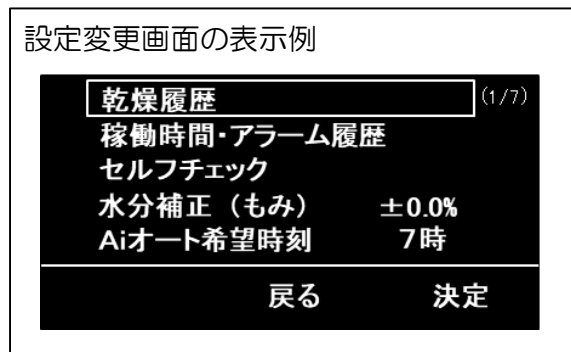 設定変更画面の表示例
乾燥履歴 (1/7)
稼働時間・アラーム履歴
セルフチェック
水分補正（もみ） ±0.0%
Aiオート希望時刻 7時
戻る 決定